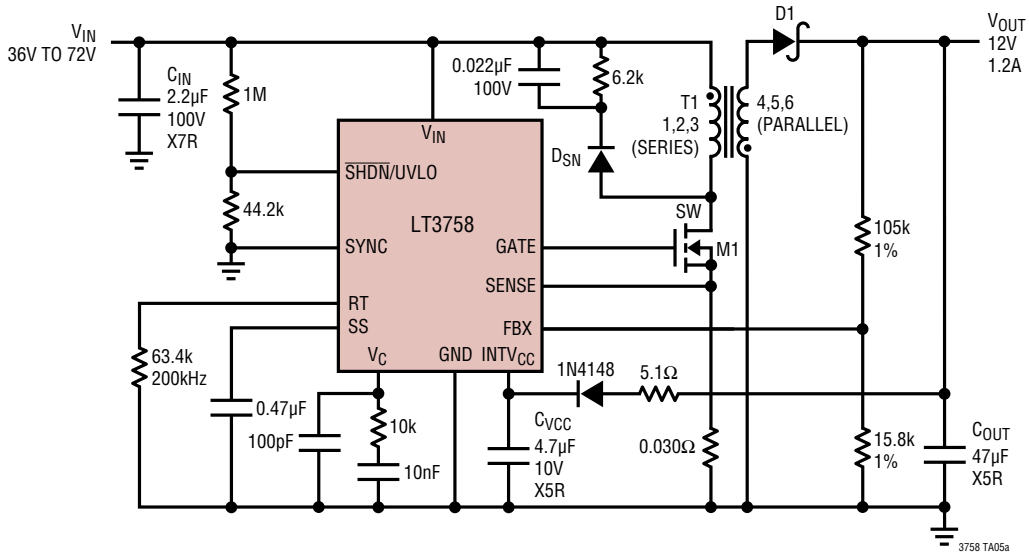 VIN
36V TO 72V
CIN
2.2µF
100V
X7R
1M
44.2k
0.022µF
100V
6.2k
DSN
T1
1,2,3
(SERIES)
4,5,6
(PARALLEL)
D1
VOUT
12V
1.2A
VIN
SHDN/UVLO
LT3758
SYNC
GATE
SENSE
RT
SS
FBX
VC
GND
INTVCC
SW
M1
105k
1%
63.4k
200kHz
0.47µF
100pF
10k
10nF
1N4148
5.1Ω
CVCC
4.7µF
10V
X5R
0.030Ω
15.8k
1%
COUT
47µF
X5R
3758 TA05a